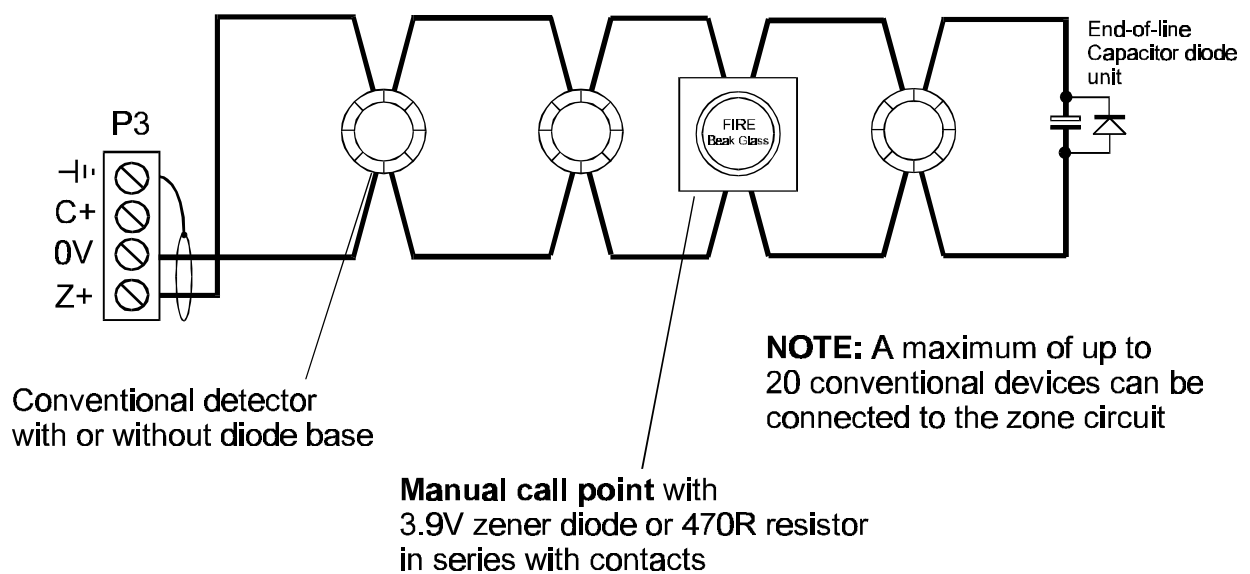 End-of-line
Capacitor diode
unit
P3
C+
0V
Z+
FIRE
Beak Glass
Conventional detector
with or without diode base
NOTE: A maximum of up to
20 conventional devices can be
connected to the zone circuit
Manual call point with
3.9V zener diode or 470R resistor
in series with contacts